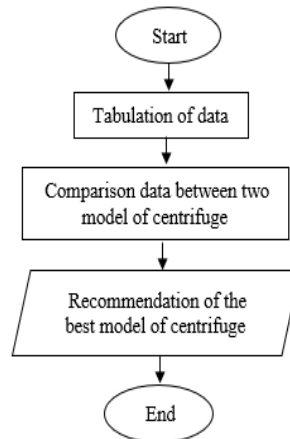 Start
Tabulation of data
Comparison data between two
model of centrifuge
Recommendation of the
best model of centrifuge
End